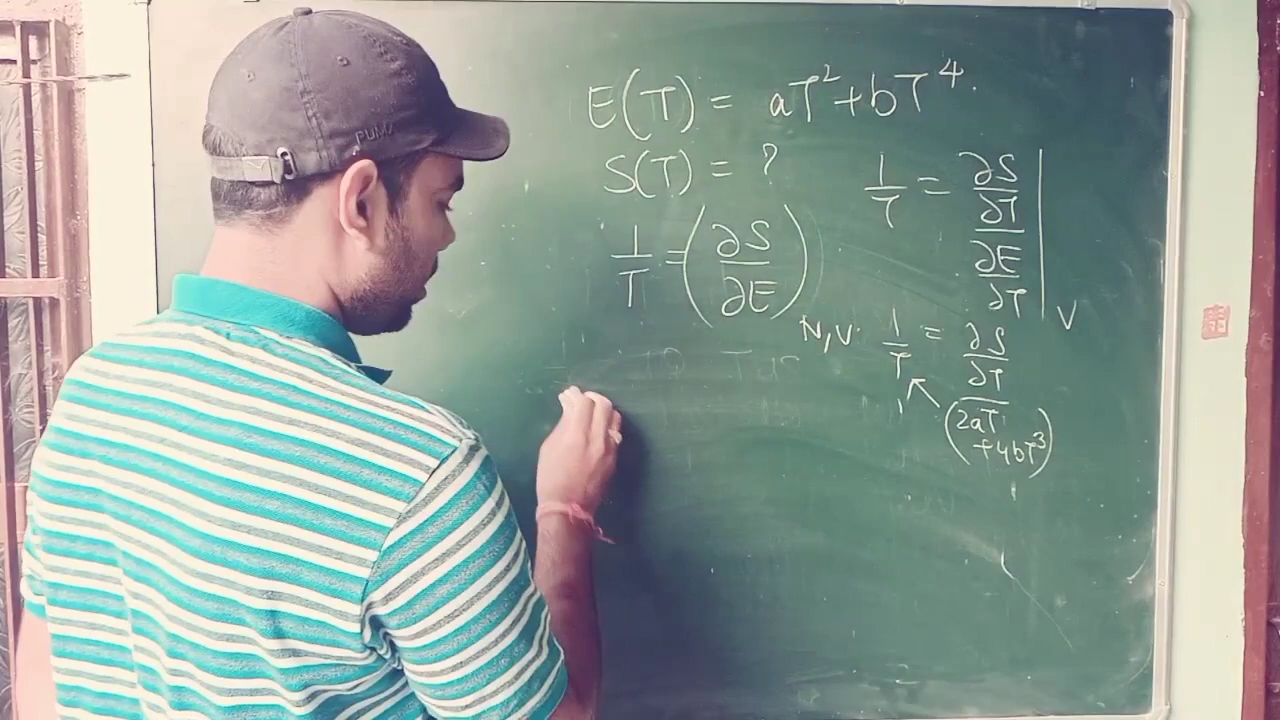 PUMA
E(T) = aT² + bT⁴.
S(T) = ?
1/T = (∂S/∂E) N,V.
1/T = ∂S/∂T / ∂E/∂T | V
1/T = ∂S/∂T / (2aT + 4bT³)